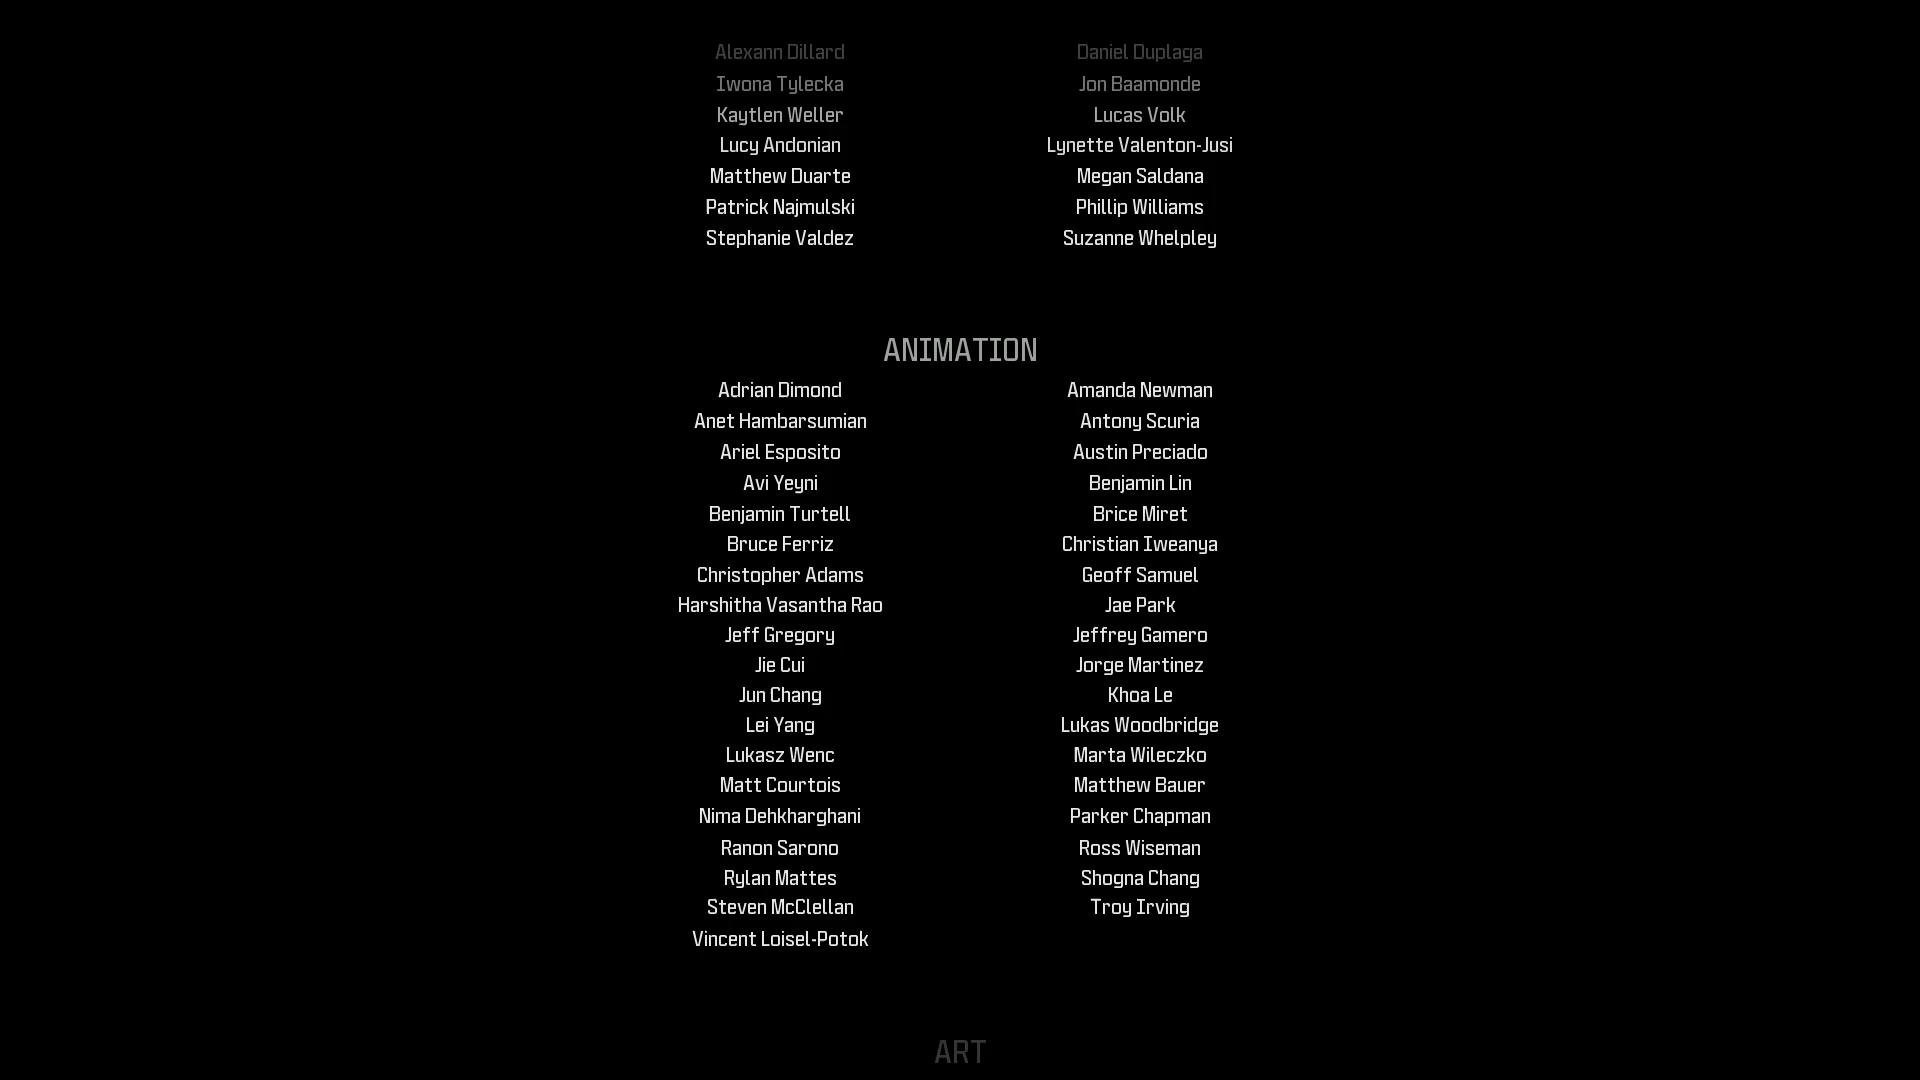 Alexann Dillard Daniel Duplaga
Iwona Tylecka Jon Baamonde
Kaytlen Weller Lucas Volk
Lucy Andonian Lynette Valenton-Jusi
Matthew Duarte Megan Saldana
Patrick Najmulski Phillip Williams
Stephanie Valdez Suzanne Whelpley
ANIMATION
Adrian Dimond Amanda Newman
Anet Hambarsumian Antony Scuria
Ariel Esposito Austin Preciado
Avi Yeyni Benjamin Lin
Benjamin Turtell Brice Miret
Bruce Ferriz Christian Iweanya
Christopher Adams Geoff Samuel
Harshitha Vasantha Rao Jae Park
Jeff Gregory Jeffrey Gamero
Jie Cui Jorge Martinez
Jun Chang Khoa Le
Lei Yang Lukas Woodbridge
Lukasz Wenc Marta Wileczko
Matt Courtois Matthew Bauer
Nima Dehkharghani Parker Chapman
Ranon Sarono Ross Wiseman
Rylan Mattes Shogna Chang
Steven McClellan Troy Irving
Vincent Loisel-Potok
ART